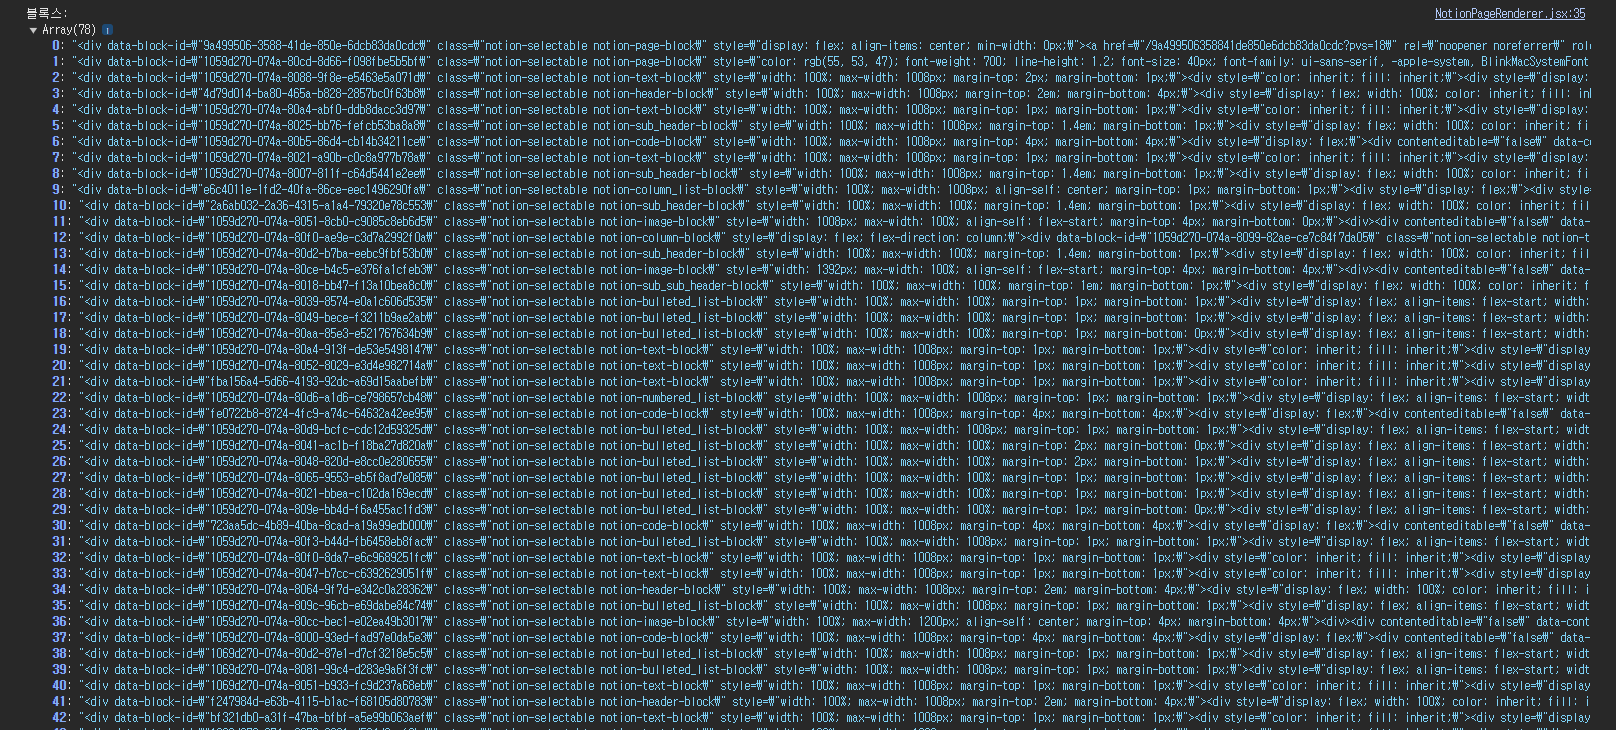 블록스:
NotionPageRenderer.jsx:35
▼ Array(78) i
0: "<div data-block-id=₩"9a499506-3588-41de-850e-6dcb83da0cdc₩" class=₩"notion-selectable notion-page-block₩" style=₩"display: flex; align-items: center; min-width: 0px;₩"><a href=₩"/9a499506358841de850e6dcb83da0cdc?pvs=18₩" rel=₩"noopener noreferrer₩" role
1: "<div data-block-id=₩"1059d270-074a-80cd-8d66-f098fbe5b5bf₩" class=₩"notion-selectable notion-page-block₩" style=₩"color: rgb(55, 53, 47); font-weight: 700; line-height: 1.2; font-size: 40px; font-family: ui-sans-serif, -apple-system, BlinkMacSystemFont
2: "<div data-block-id=₩"1059d270-074a-8088-9f8e-e5463e5a071d₩" class=₩"notion-selectable notion-text-block₩" style=₩"width: 100%; max-width: 1008px; margin-top: 2px; margin-bottom: 1px;₩"><div style=₩"color: inherit; fill: inherit;₩"><div style=₩"display:
3: "<div data-block-id=₩"4d79d014-ba80-465a-b828-2857bc0f63b8₩" class=₩"notion-selectable notion-header-block₩" style=₩"width: 100%; max-width: 1008px; margin-top: 2em; margin-bottom: 4px;₩"><div style=₩"display: flex; width: 100%; color: inherit; fill: inh
4: "<div data-block-id=₩"1059d270-074a-80a4-abf0-ddb8dacc3d97₩" class=₩"notion-selectable notion-text-block₩" style=₩"width: 100%; max-width: 1008px; margin-top: 1px; margin-bottom: 1px;₩"><div style=₩"color: inherit; fill: inherit;₩"><div style=₩"display:
5: "<div data-block-id=₩"1059d270-074a-8025-bb76-fefcb53ba8a8₩" class=₩"notion-selectable notion-sub_header-block₩" style=₩"width: 100%; max-width: 1008px; margin-top: 1.4em; margin-bottom: 1px;₩"><div style=₩"display: flex; width: 100%; color: inherit; fi
6: "<div data-block-id=₩"1059d270-074a-80b5-86d4-cb14b34211ce₩" class=₩"notion-selectable notion-code-block₩" style=₩"width: 100%; max-width: 1008px; margin-top: 4px; margin-bottom: 4px;₩"><div style=₩"display: flex;₩"><div contenteditable=₩"false₩" data-co
7: "<div data-block-id=₩"1059d270-074a-8021-a90b-c0c8a977b78a₩" class=₩"notion-selectable notion-text-block₩" style=₩"width: 100%; max-width: 1008px; margin-top: 1px; margin-bottom: 1px;₩"><div style=₩"color: inherit; fill: inherit;₩"><div style=₩"display:
8: "<div data-block-id=₩"1059d270-074a-8007-811f-c64d5441e2ee₩" class=₩"notion-selectable notion-sub_header-block₩" style=₩"width: 100%; max-width: 1008px; margin-top: 1.4em; margin-bottom: 1px;₩"><div style=₩"display: flex; width: 100%; color: inherit; fi
9: "<div data-block-id=₩"e6c4011e-1fd2-40fa-86ce-eec1496290fa₩" class=₩"notion-selectable notion-column_list-block₩" style=₩"width: 100%; max-width: 1008px; align-self: center; margin-top: 1px; margin-bottom: 1px;₩"><div style=₩"display: flex;₩"><div style=
10: "<div data-block-id=₩"2a6ab032-2a36-4315-a1a4-79320e78c553₩" class=₩"notion-selectable notion-sub_header-block₩" style=₩"width: 100%; max-width: 100%; margin-top: 1.4em; margin-bottom: 1px;₩"><div style=₩"display: flex; width: 100%; color: inherit; fil
11: "<div data-block-id=₩"1059d270-074a-8051-8cb0-c9085c8eb6d5₩" class=₩"notion-selectable notion-image-block₩" style=₩"width: 1008px; max-width: 100%; align-self: flex-start; margin-top: 4px; margin-bottom: 0px;₩"><div><div contenteditable=₩"false₩" data-
12: "<div data-block-id=₩"1059d270-074a-80f0-ae9e-c3d7a2992f0a₩" class=₩"notion-selectable notion-column-block₩" style=₩"display: flex; flex-direction: column;₩"><div data-block-id=₩"1059d270-074a-8099-82ae-ce7c84f7da05₩" class=₩"notion-selectable notion-t
13: "<div data-block-id=₩"1059d270-074a-80d2-b7ba-eebc9fbf53b0₩" class=₩"notion-selectable notion-sub_header-block₩" style=₩"width: 100%; max-width: 100%; margin-top: 1.4em; margin-bottom: 1px;₩"><div style=₩"display: flex; width: 100%; color: inherit; fil
14: "<div data-block-id=₩"1059d270-074a-80ce-b4c5-e376fa1cfeb3₩" class=₩"notion-selectable notion-image-block₩" style=₩"width: 1392px; max-width: 100%; align-self: flex-start; margin-top: 4px; margin-bottom: 4px;₩"><div><div contenteditable=₩"false₩" data-
15: "<div data-block-id=₩"1059d270-074a-8018-bb47-f13a10bea8c0₩" class=₩"notion-selectable notion-sub_sub_header-block₩" style=₩"width: 100%; max-width: 100%; margin-top: 1em; margin-bottom: 1px;₩"><div style=₩"display: flex; width: 100%; color: inherit; f
16: "<div data-block-id=₩"1059d270-074a-8039-8574-e0a1c606d535₩" class=₩"notion-selectable notion-bulleted_list-block₩" style=₩"width: 100%; max-width: 100%; margin-top: 1px; margin-bottom: 1px;₩"><div style=₩"display: flex; align-items: flex-start; width:
17: "<div data-block-id=₩"1059d270-074a-8049-bece-f3211b9ae2ab₩" class=₩"notion-selectable notion-bulleted_list-block₩" style=₩"width: 100%; max-width: 100%; margin-top: 1px; margin-bottom: 1px;₩"><div style=₩"display: flex; align-items: flex-start; width:
18: "<div data-block-id=₩"1059d270-074a-80aa-85e3-e521767634b9₩" class=₩"notion-selectable notion-bulleted_list-block₩" style=₩"width: 100%; max-width: 100%; margin-top: 1px; margin-bottom: 0px;₩"><div style=₩"display: flex; align-items: flex-start; width:
19: "<div data-block-id=₩"1059d270-074a-80a4-913f-de53e5498147₩" class=₩"notion-selectable notion-text-block₩" style=₩"width: 100%; max-width: 1008px; margin-top: 1px; margin-bottom: 1px;₩"><div style=₩"color: inherit; fill: inherit;₩"><div style=₩"display
20: "<div data-block-id=₩"1059d270-074a-8052-8029-e3d4e982714a₩" class=₩"notion-selectable notion-text-block₩" style=₩"width: 100%; max-width: 1008px; margin-top: 1px; margin-bottom: 1px;₩"><div style=₩"color: inherit; fill: inherit;₩"><div style=₩"display
21: "<div data-block-id=₩"fba156a4-5d66-4193-92dc-a69d15aabefb₩" class=₩"notion-selectable notion-text-block₩" style=₩"width: 100%; max-width: 1008px; margin-top: 1px; margin-bottom: 1px;₩"><div style=₩"color: inherit; fill: inherit;₩"><div style=₩"display
22: "<div data-block-id=₩"1059d270-074a-80d6-a1d6-ce798657cb48₩" class=₩"notion-selectable notion-numbered_list-block₩" style=₩"width: 100%; max-width: 1008px; margin-top: 1px; margin-bottom: 1px;₩"><div style=₩"display: flex; align-items: flex-start; widt
23: "<div data-block-id=₩"fe0722b8-8724-4fc9-a74c-64632a42ee95₩" class=₩"notion-selectable notion-code-block₩" style=₩"width: 100%; max-width: 1008px; margin-top: 4px; margin-bottom: 4px;₩"><div style=₩"display: flex;₩"><div contenteditable=₩"false₩" data-
24: "<div data-block-id=₩"1059d270-074a-80d9-bcfc-cdc12d59325d₩" class=₩"notion-selectable notion-bulleted_list-block₩" style=₩"width: 100%; max-width: 1008px; margin-top: 1px; margin-bottom: 1px;₩"><div style=₩"display: flex; align-items: flex-start; widt
25: "<div data-block-id=₩"1059d270-074a-8041-ac1b-f18ba27d820a₩" class=₩"notion-selectable notion-bulleted_list-block₩" style=₩"width: 100%; max-width: 100%; margin-top: 2px; margin-bottom: 0px;₩"><div style=₩"display: flex; align-items: flex-start; width:
26: "<div data-block-id=₩"1059d270-074a-8048-820d-e8cc0e280655₩" class=₩"notion-selectable notion-bulleted_list-block₩" style=₩"width: 100%; max-width: 100%; margin-top: 2px; margin-bottom: 1px;₩"><div style=₩"display: flex; align-items: flex-start; width:
27: "<div data-block-id=₩"1059d270-074a-8065-9553-eb5f8ad7e085₩" class=₩"notion-selectable notion-bulleted_list-block₩" style=₩"width: 100%; max-width: 100%; margin-top: 1px; margin-bottom: 1px;₩"><div style=₩"display: flex; align-items: flex-start; width:
28: "<div data-block-id=₩"1059d270-074a-8021-bbea-c102da169ecd₩" class=₩"notion-selectable notion-bulleted_list-block₩" style=₩"width: 100%; max-width: 100%; margin-top: 1px; margin-bottom: 1px;₩"><div style=₩"display: flex; align-items: flex-start; width:
29: "<div data-block-id=₩"1059d270-074a-809e-bb4d-f6a455ac1fd3₩" class=₩"notion-selectable notion-bulleted_list-block₩" style=₩"width: 100%; max-width: 100%; margin-top: 1px; margin-bottom: 0px;₩"><div style=₩"display: flex; align-items: flex-start; width:
30: "<div data-block-id=₩"723aa5dc-4b89-40ba-8cad-a19a99edb000₩" class=₩"notion-selectable notion-code-block₩" style=₩"width: 100%; max-width: 1008px; margin-top: 4px; margin-bottom: 4px;₩"><div style=₩"display: flex;₩"><div contenteditable=₩"false₩" data-
31: "<div data-block-id=₩"1059d270-074a-80f3-b44d-fb6458eb8fac₩" class=₩"notion-selectable notion-bulleted_list-block₩" style=₩"width: 100%; max-width: 1008px; margin-top: 1px; margin-bottom: 1px;₩"><div style=₩"display: flex; align-items: flex-start; widt
32: "<div data-block-id=₩"1059d270-074a-80f0-8da7-e6c9689251fc₩" class=₩"notion-selectable notion-text-block₩" style=₩"width: 100%; max-width: 1008px; margin-top: 1px; margin-bottom: 1px;₩"><div style=₩"color: inherit; fill: inherit;₩"><div style=₩"display
33: "<div data-block-id=₩"1059d270-074a-8047-b7cc-c6392629051f₩" class=₩"notion-selectable notion-text-block₩" style=₩"width: 100%; max-width: 1008px; margin-top: 1px; margin-bottom: 1px;₩"><div style=₩"color: inherit; fill: inherit;₩"><div style=₩"display
34: "<div data-block-id=₩"1059d270-074a-8064-9f7d-e342c0a28362₩" class=₩"notion-selectable notion-header-block₩" style=₩"width: 100%; max-width: 1008px; margin-top: 2em; margin-bottom: 4px;₩"><div style=₩"display: flex; width: 100%; color: inherit; fill: i
35: "<div data-block-id=₩"1059d270-074a-809c-96cb-e69dabe84c74₩" class=₩"notion-selectable notion-bulleted_list-block₩" style=₩"width: 100%; max-width: 1008px; margin-top: 1px; margin-bottom: 1px;₩"><div style=₩"display: flex; align-items: flex-start; widt
36: "<div data-block-id=₩"1059d270-074a-80cc-bec1-e02ea49b3017₩" class=₩"notion-selectable notion-image-block₩" style=₩"width: 100%; max-width: 1200px; align-self: center; margin-top: 4px; margin-bottom: 4px;₩"><div><div contenteditable=₩"false₩" data-cont
37: "<div data-block-id=₩"1059d270-074a-8000-93ed-fad97e0da5e3₩" class=₩"notion-selectable notion-code-block₩" style=₩"width: 100%; max-width: 1008px; margin-top: 4px; margin-bottom: 4px;₩"><div style=₩"display: flex;₩"><div contenteditable=₩"false₩" data-
38: "<div data-block-id=₩"1059d270-074a-80d2-87e1-d7cf3218e5c5₩" class=₩"notion-selectable notion-bulleted_list-block₩" style=₩"width: 100%; max-width: 1008px; margin-top: 1px; margin-bottom: 1px;₩"><div style=₩"display: flex; align-items: flex-start; widt
39: "<div data-block-id=₩"1059d270-074a-8081-99c4-d283e9a6f3fc₩" class=₩"notion-selectable notion-bulleted_list-block₩" style=₩"width: 100%; max-width: 1008px; margin-top: 1px; margin-bottom: 1px;₩"><div style=₩"display: flex; align-items: flex-start; widt
40: "<div data-block-id=₩"1069d270-074a-8051-b933-fc9d237a68eb₩" class=₩"notion-selectable notion-text-block₩" style=₩"width: 100%; max-width: 1008px; margin-top: 1px; margin-bottom: 1px;₩"><div style=₩"color: inherit; fill: inherit;₩"><div style=₩"display
41: "<div data-block-id=₩"f247984d-e63b-4115-b1ac-f68105d80783₩" class=₩"notion-selectable notion-header-block₩" style=₩"width: 100%; max-width: 1008px; margin-top: 2em; margin-bottom: 4px;₩"><div style=₩"display: flex; width: 100%; color: inherit; fill: i
42: "<div data-block-id=₩"bf321db0-a31f-47ba-bfbf-a5e99b063aef₩" class=₩"notion-selectable notion-text-block₩" style=₩"width: 100%; max-width: 1008px; margin-top: 1px; margin-bottom: 1px;₩"><div style=₩"color: inherit; fill: inherit;₩"><div style=₩"display